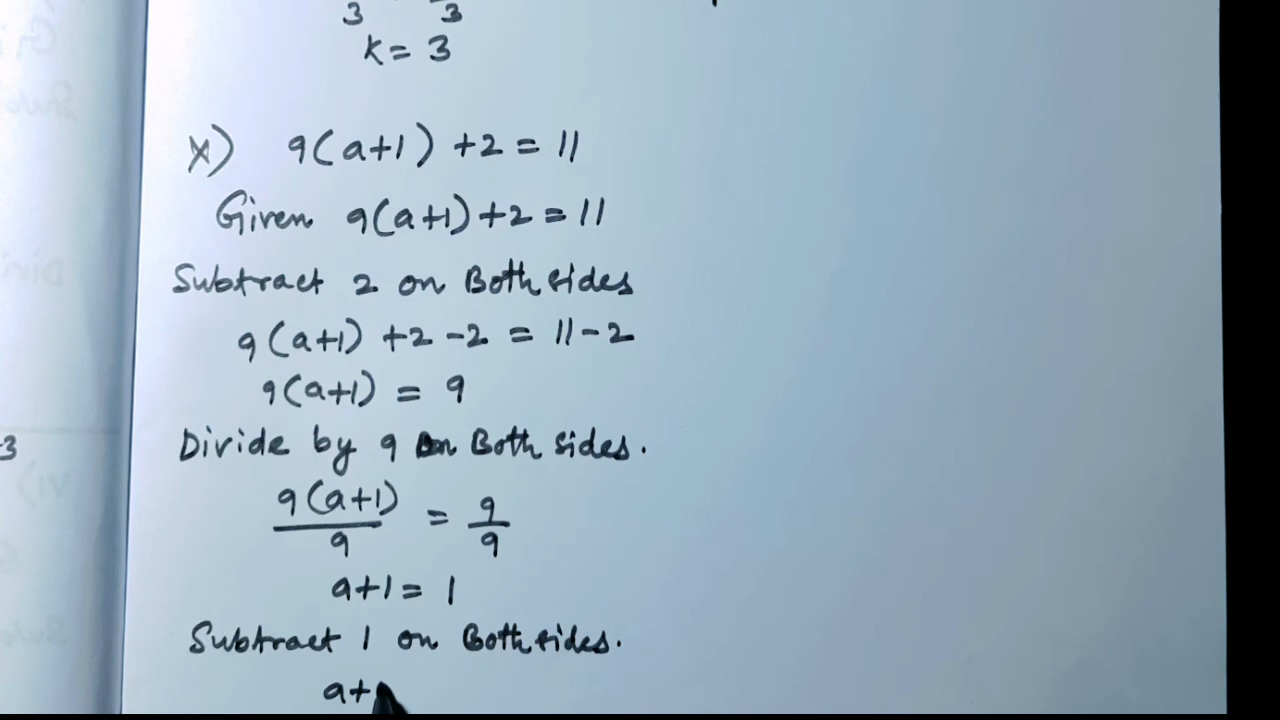 3 3
K = 3
x) 9(a+1) +2 = 11
Given 9(a+1)+2 = 11
Subtract 2 on Both sides
9(a+1) +2 -2 = 11-2
9(a+1) = 9
Divide by 9 on Both sides.
9(a+1)/9 = 9/9
a+1 = 1
Subtract 1 on Both sides.
a+